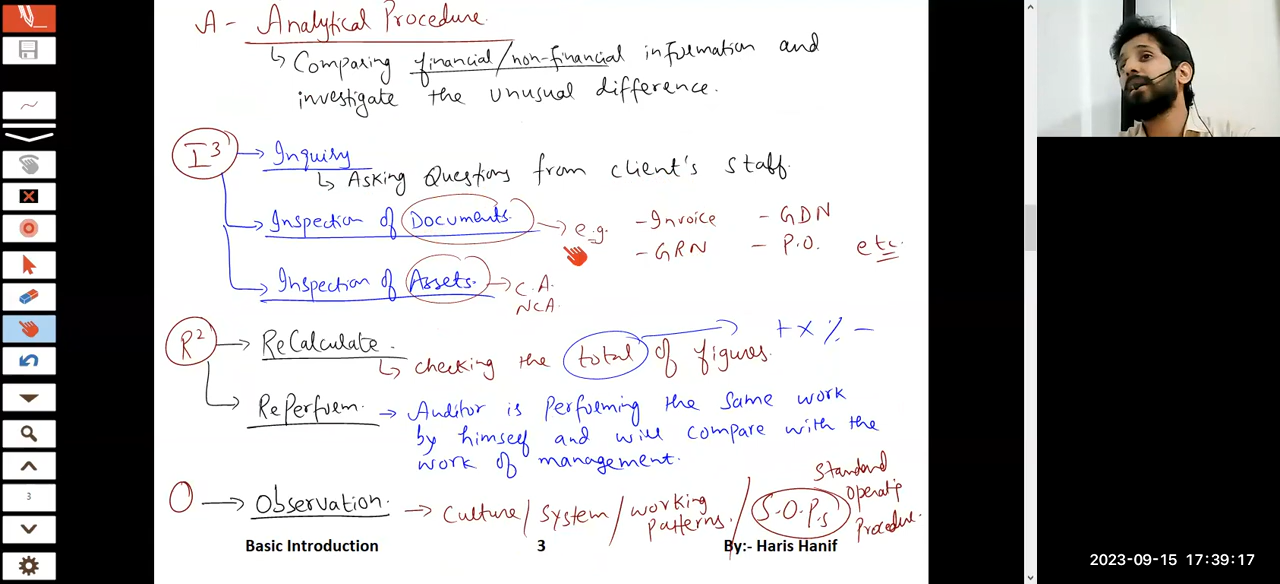 A - Analytical Procedure.
↳ Comparing financial/non-financial information and
investigate the unusual difference.
I³ → Inquiry
↳ Asking Questions from client's staff.
Inspection of Documents. → e.g. - Invoice - GDN
- GRN - P.O. etc.
Inspection of Assets. → C.A.
NCA.
R² → ReCalculate.
↳ checking the total of figures. + x % -
RePerform. → Auditor is performing the same work
by himself and will compare with the
work of management.
O → Observation. → Culture / System / working patterns. / S.O.P.s
Standard
Operatig
Procedure.
Basic Introduction 3 By:- Haris Hanif
3
2023-09-15 17:39:17